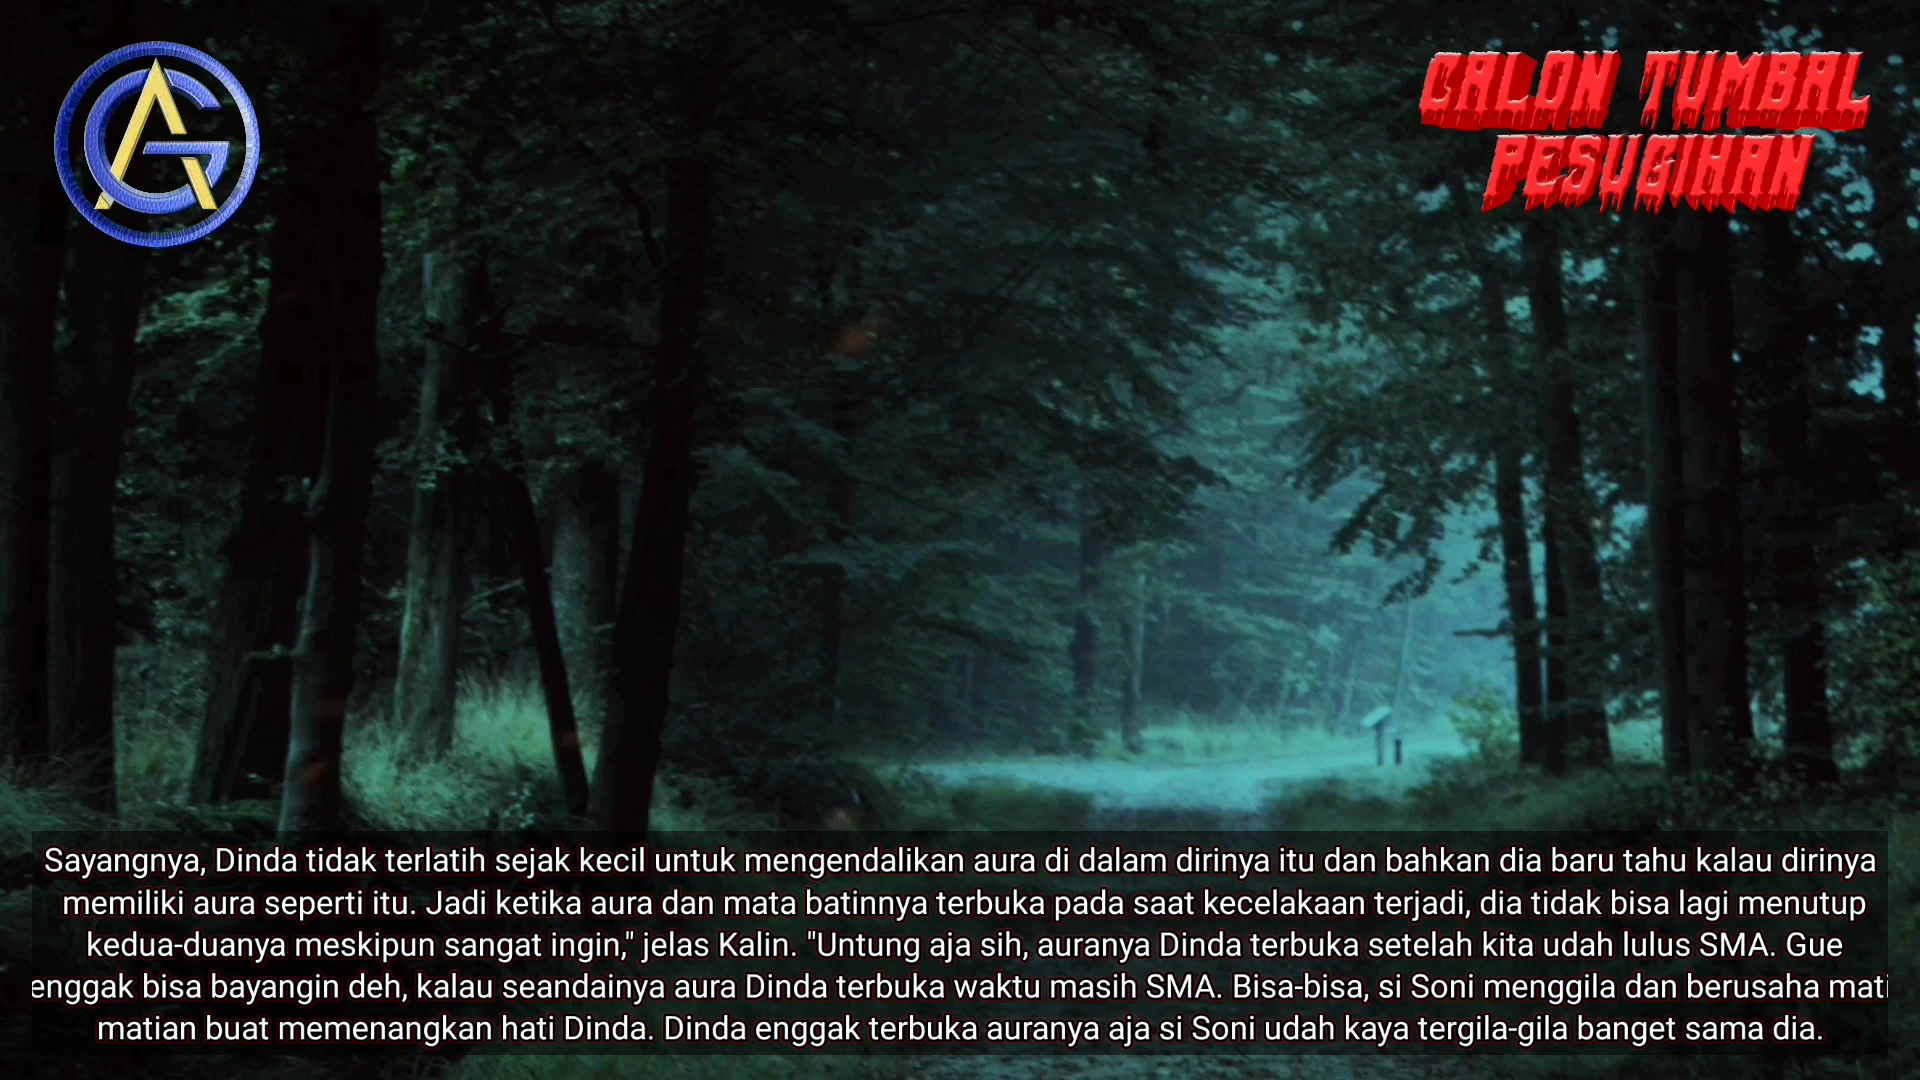 CALON TUMBAL
PESUGIHAN
Sayangnya, Dinda tidak terlatih sejak kecil untuk mengendalikan aura di dalam dirinya itu dan bahkan dia baru tahu kalau dirinya
memiliki aura seperti itu. Jadi ketika aura dan mata batinnya terbuka pada saat kecelakaan terjadi, dia tidak bisa lagi menutup
kedua-duanya meskipun sangat ingin," jelas Kalin. "Untung aja sih, auranya Dinda terbuka setelah kita udah lulus SMA. Gue
enggak bisa bayangin deh, kalau seandainya aura Dinda terbuka waktu masih SMA. Bisa-bisa, si Soni menggila dan berusaha mati
matian buat memenangkan hati Dinda. Dinda enggak terbuka auranya aja si Soni udah kaya tergila-gila banget sama dia.